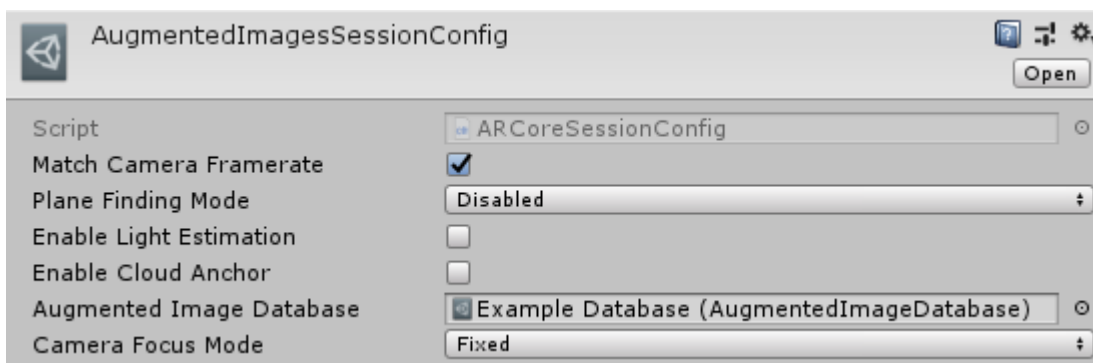 AugmentedImagesSessionConfig
Open
Script ARCoreSessionConfig
Match Camera Framerate
Plane Finding Mode Disabled
Enable Light Estimation
Enable Cloud Anchor
Augmented Image Database Example Database (AugmentedImageDatabase)
Camera Focus Mode Fixed